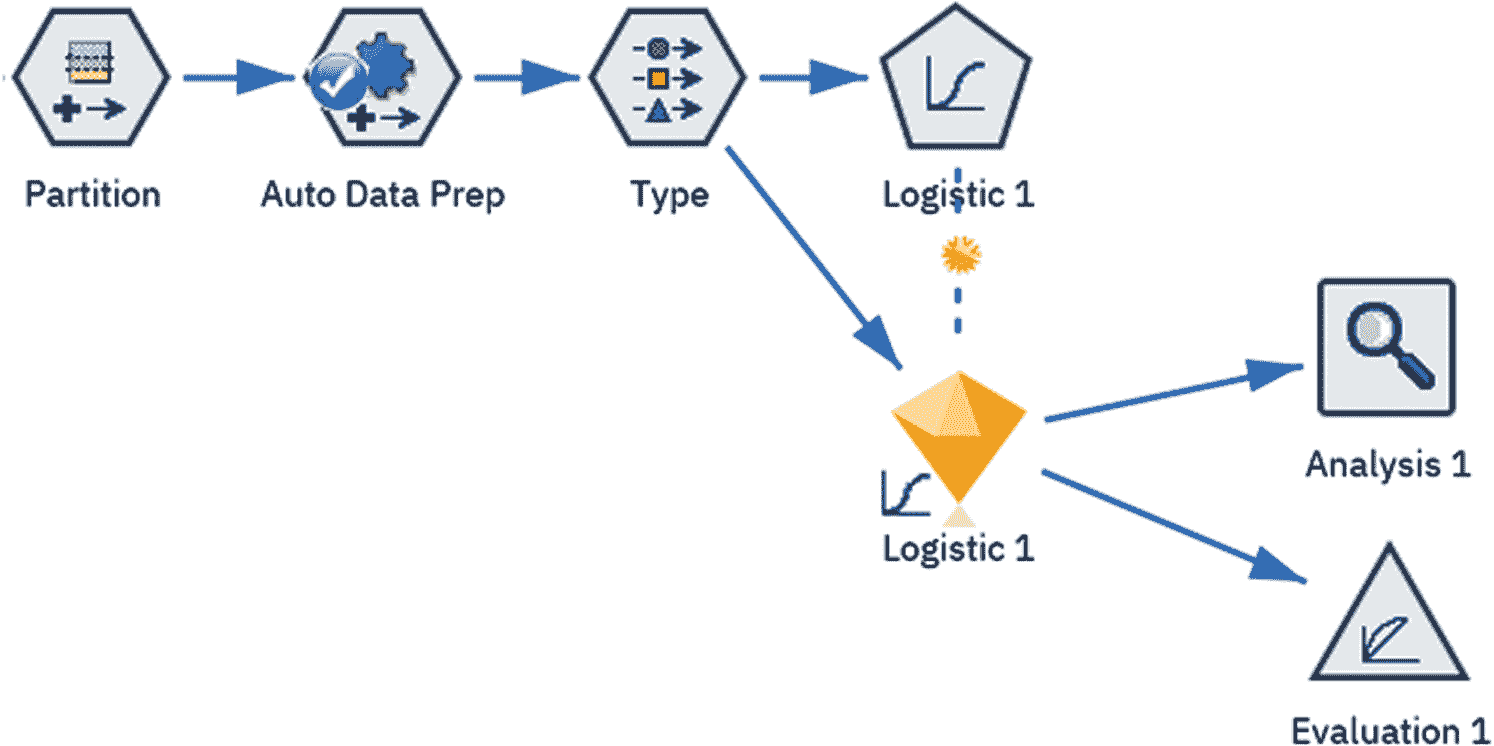 Partition
Auto Data Prep
Type
Logistic 1
Analysis 1
Logistic 1
Evaluation 1